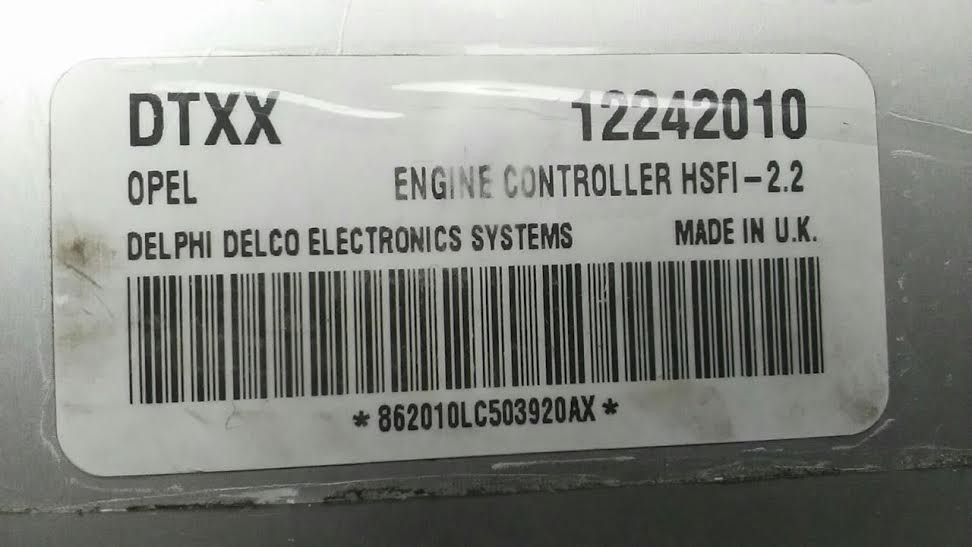 DTXX 12242010
OPEL ENGINE CONTROLLER HSFI-2.2
DELPHI DELCO ELECTRONICS SYSTEMS MADE IN U.K.
*862010LC503920AX*